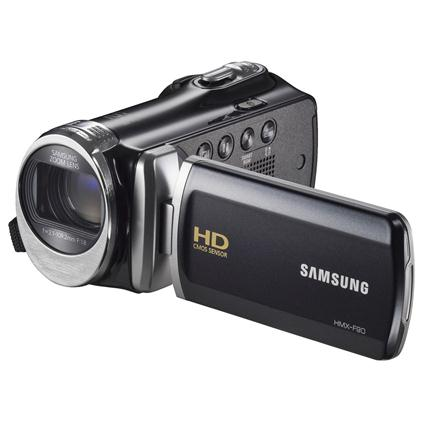 SAMSUNG
ZOOM LENS
HD
CMOS SENSOR
SAMSUNG
HMX-F90